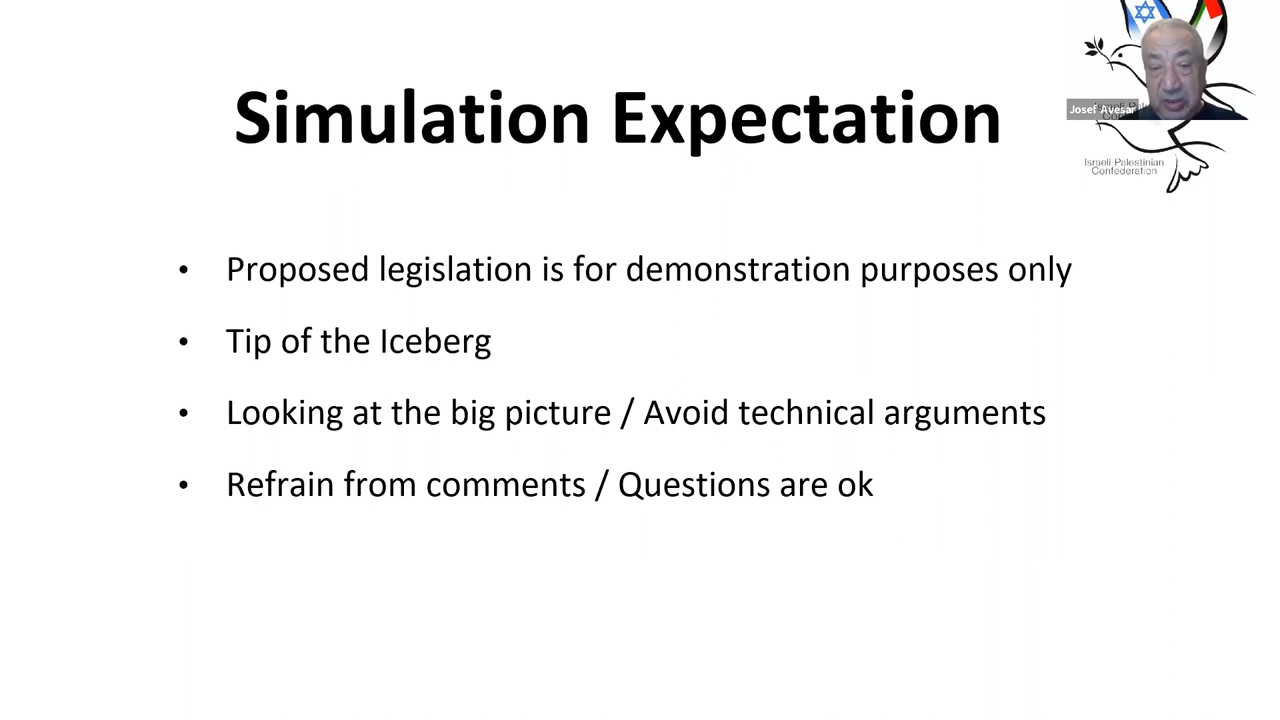 Simulation Expectation
Josef Avesar
Israeli Palestinian
Confederation
• Proposed legislation is for demonstration purposes only
• Tip of the Iceberg
• Looking at the big picture / Avoid technical arguments
• Refrain from comments / Questions are ok